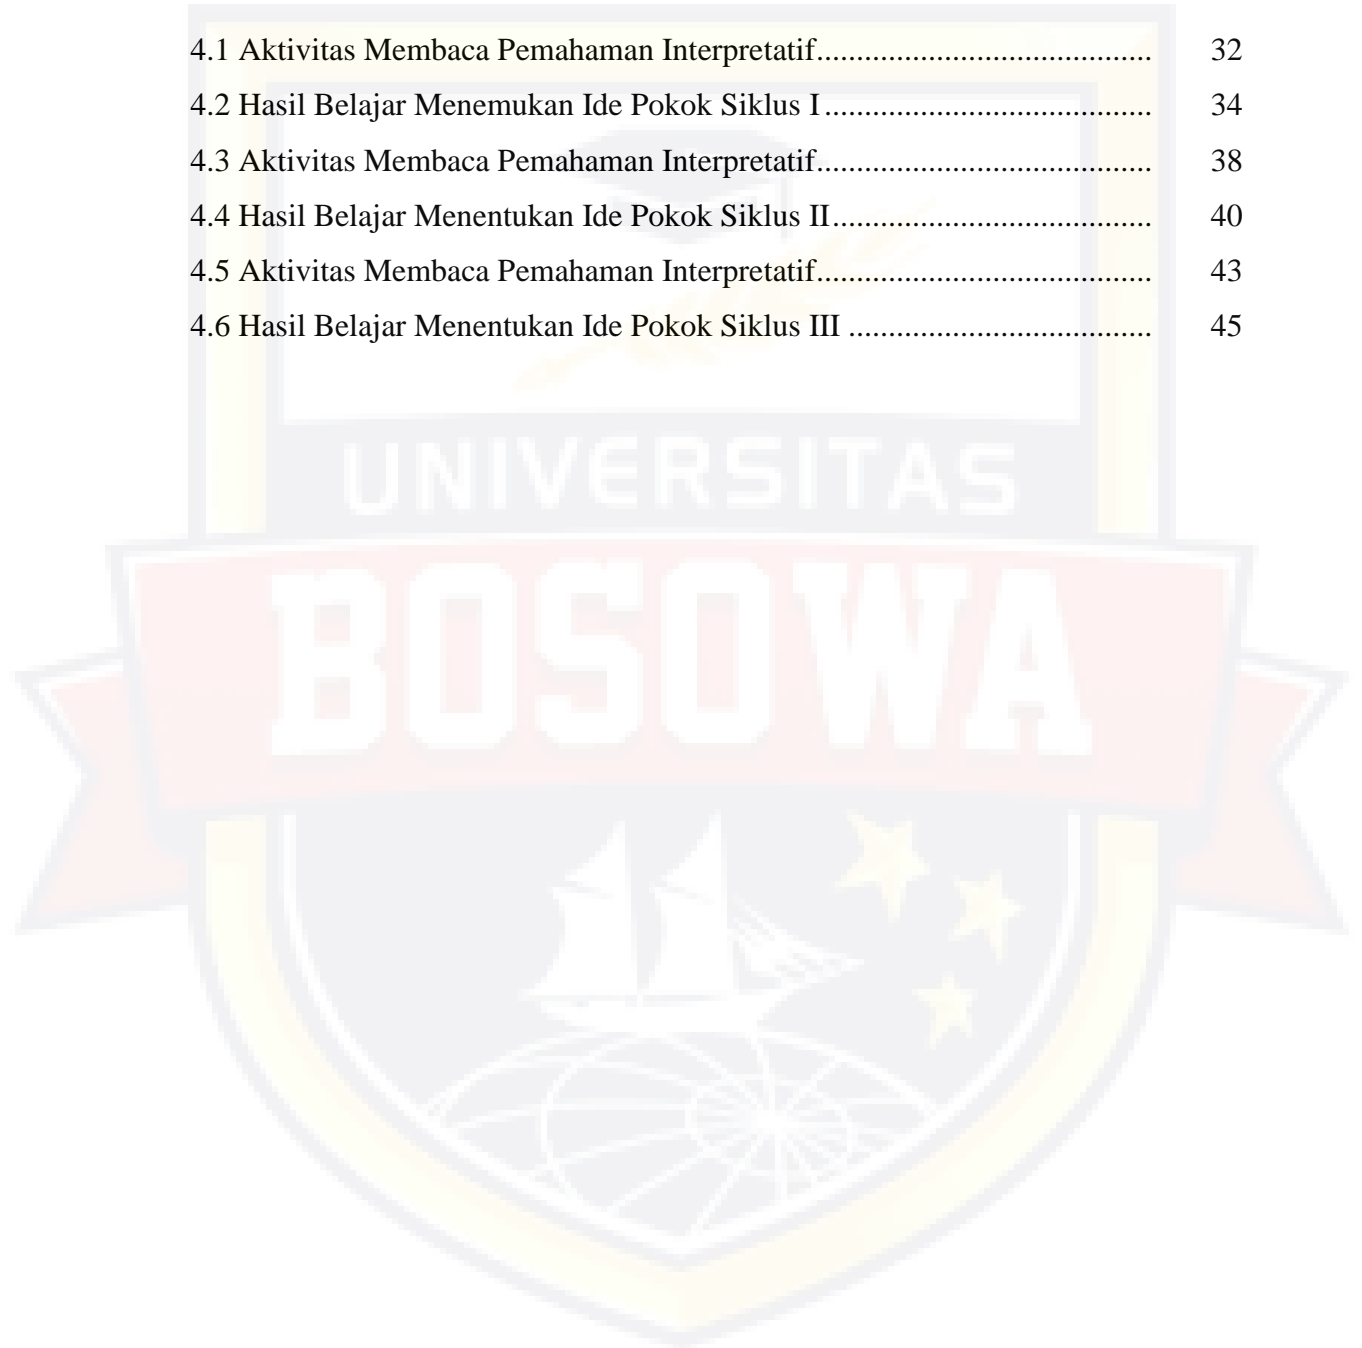 4.1 Aktivitas Membaca Pemahaman Interpretatif.......................................... 32
4.2 Hasil Belajar Menemukan Ide Pokok Siklus I......................................... 34
4.3 Aktivitas Membaca Pemahaman Interpretatif.......................................... 38
4.4 Hasil Belajar Menentukan Ide Pokok Siklus II........................................ 40
4.5 Aktivitas Membaca Pemahaman Interpretatif.......................................... 43
4.6 Hasil Belajar Menentukan Ide Pokok Siklus III ...................................... 45
UNIVERSITAS
BOSOWA